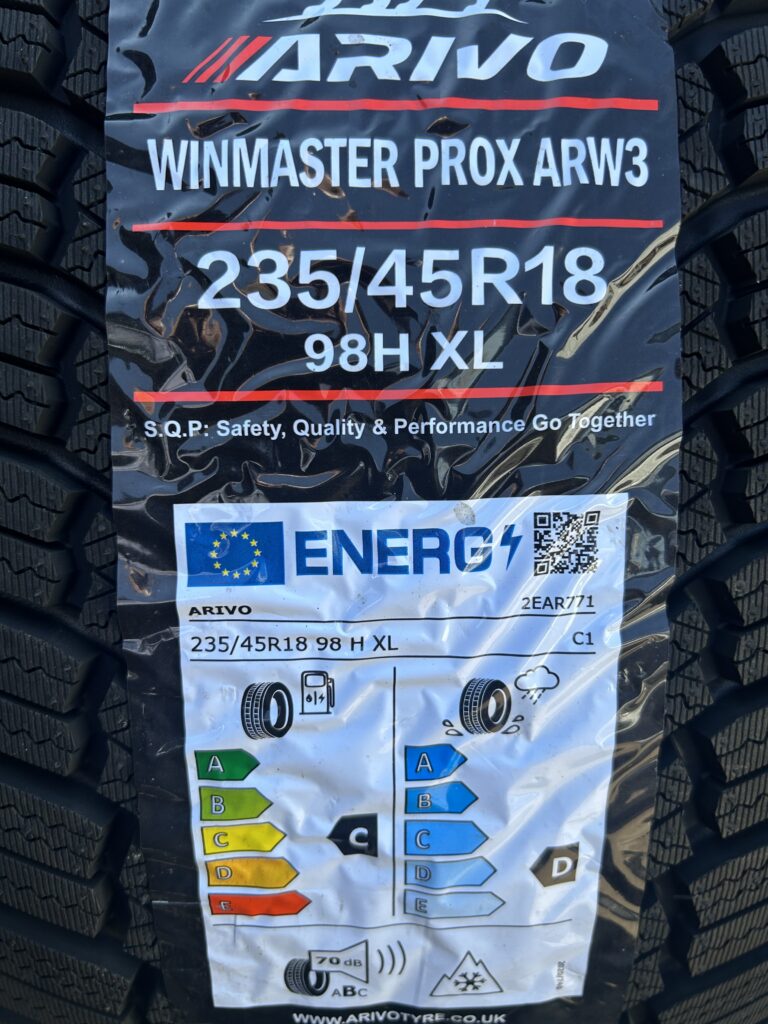 ARIVO
WINMASTER PROX ARW3
235/45R18
98H XL
S.Q.P: Safety, Quality & Performance Go Together
ENERG
ARIVO 2EAR771
235/45R18 98 H XL C1
A A
B B
C C C
D D D
E E
70 dB
ABC
WWW.ARIVOTYRE.CO.UK